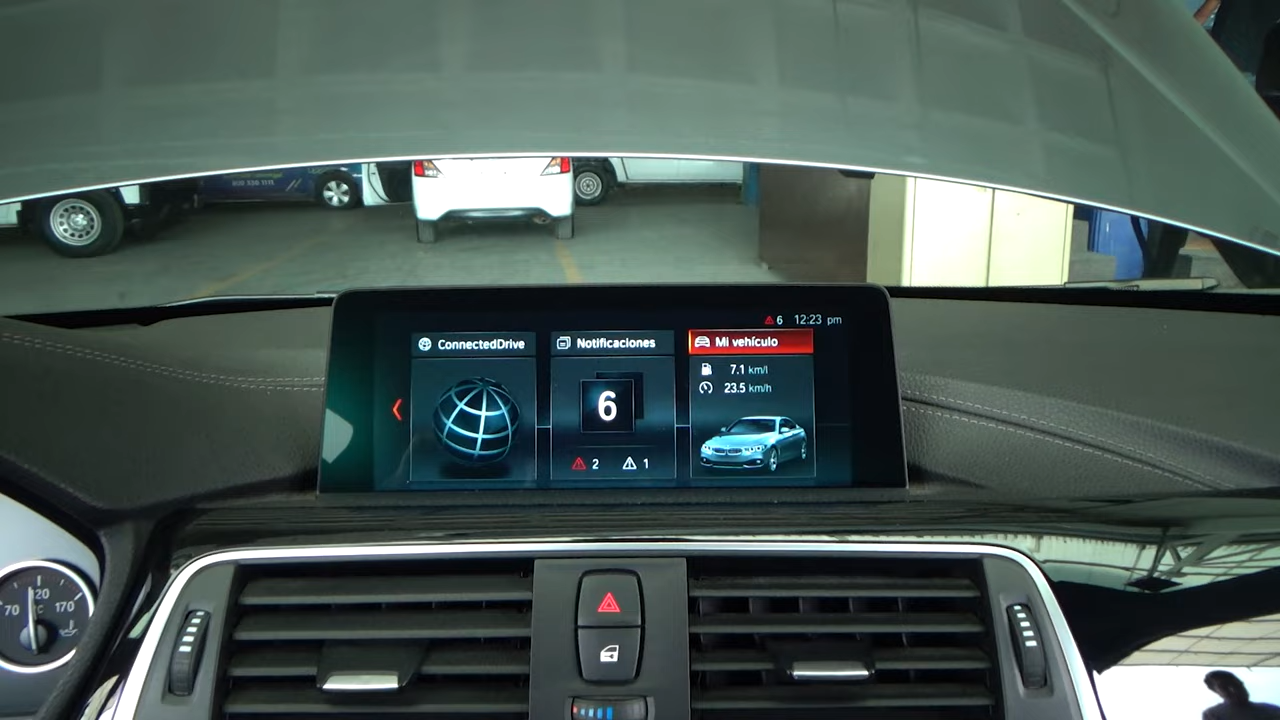 6 12:23 pm
ConnectedDrive
Notificaciones
Mi vehículo
7.1 km/l
23.5 km/h
6
2 1
120
70 °C 170